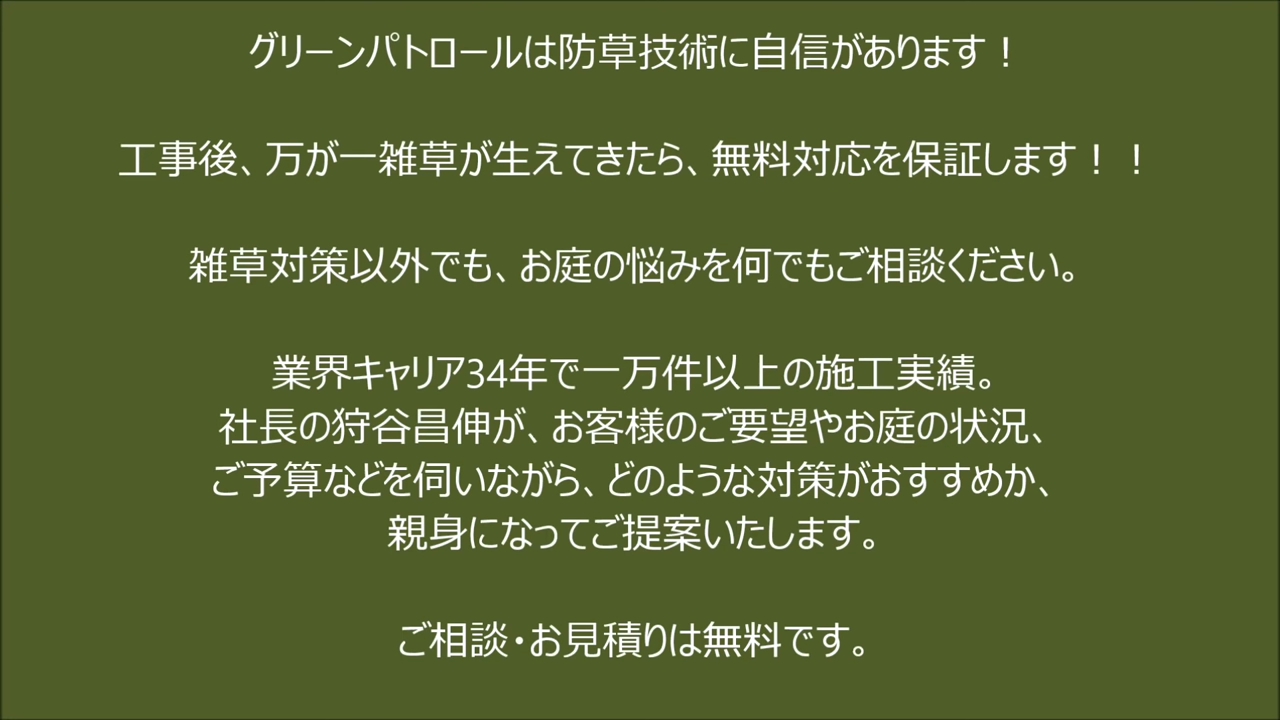 グリーンパトロールは防草技術に自信があります！
工事後、万が一雑草が生えてきたら、無料対応を保証します！！
雑草対策以外でも、お庭の悩みを何でもご相談ください。
業界キャリア34年で一万件以上の施工実績。
社長の狩谷昌伸が、お客様のご要望やお庭の状況、
ご予算などを伺いながら、どのような対策がおすすめか、
親身になってご提案いたします。
ご相談・お見積りは無料です。